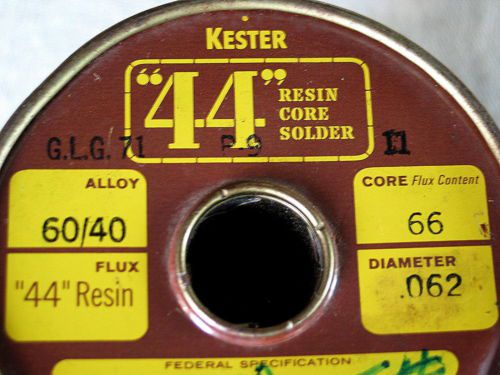 KESTER
"44" RESIN
CORE
SOLDER
G.L.G. 71
11
ALLOY
60/40
CORE Flux Content
66
FLUX
"44" Resin
DIAMETER
.062
FEDERAL SPECIFICATION